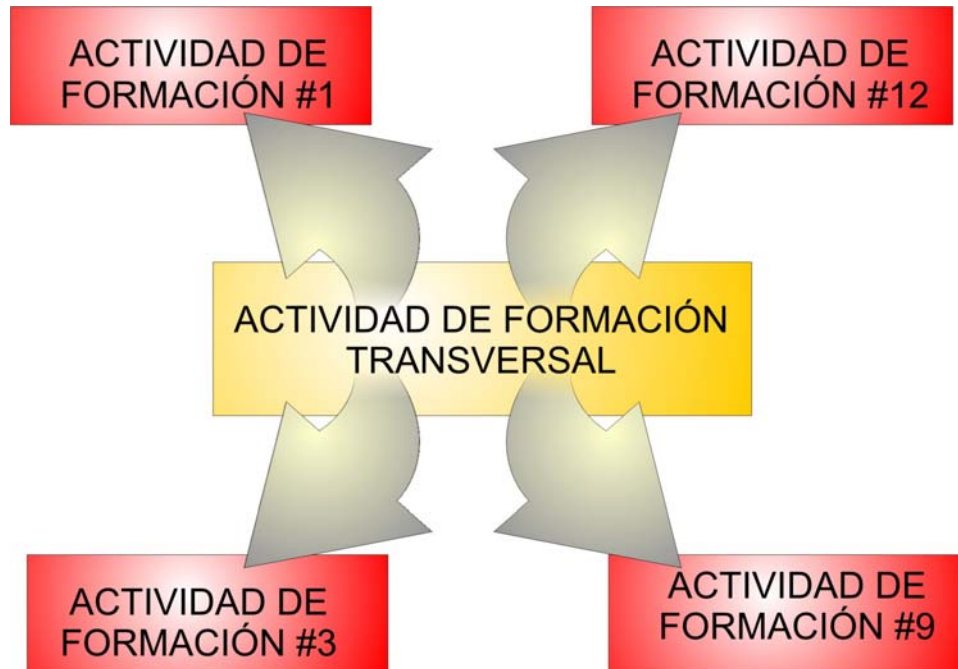 ACTIVIDAD DE
FORMACIÓN #1
ACTIVIDAD DE
FORMACIÓN #12
ACTIVIDAD DE FORMACIÓN
TRANSVERSAL
ACTIVIDAD DE
FORMACIÓN #3
ACTIVIDAD DE
FORMACIÓN #9